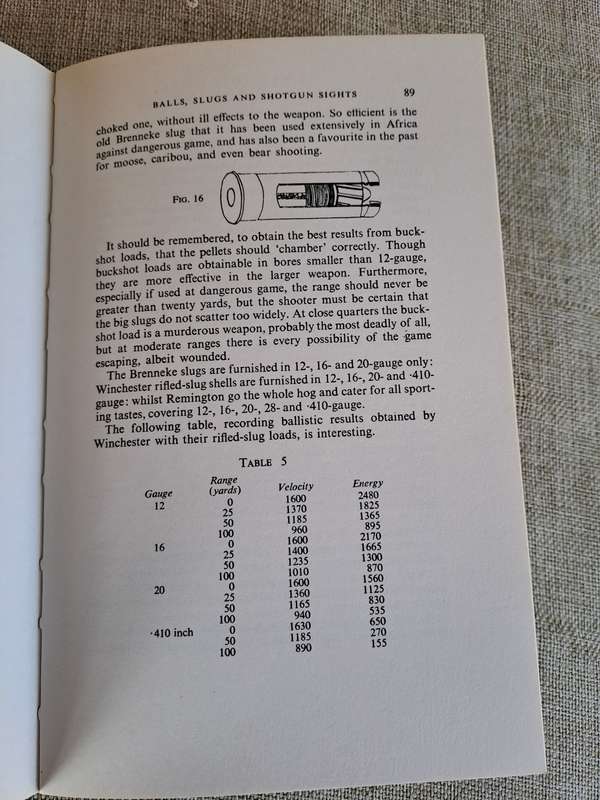 BALLS, SLUGS AND SHOTGUN SIGHTS 89
choked one, without ill effects to the weapon. So efficient is the
old Brenneke slug that it has been used extensively in Africa
against dangerous game, and has also been a favourite in the past
for moose, caribou, and even bear shooting.
FIG. 16
It should be remembered, to obtain the best results from buck-
shot loads, that the pellets should ‘chamber’ correctly. Though
buckshot loads are obtainable in bores smaller than 12-gauge,
they are more effective in the larger weapon. Furthermore,
especially if used at dangerous game, the range should never be
greater than twenty yards, but the shooter must be certain that
the big slugs do not scatter too widely. At close quarters the buck-
shot load is a murderous weapon, probably the most deadly of all,
but at moderate ranges there is every possibility of the game
escaping, albeit wounded.
The Brenneke slugs are furnished in 12-, 16- and 20-gauge only:
Winchester rifled-slug shells are furnished in 12-, 16-, 20- and ·410-
gauge: whilst Remington go the whole hog and cater for all sport-
ing tastes, covering 12-, 16-, 20-, 28- and ·410-gauge.
The following table, recording ballistic results obtained by
Winchester with their rifled-slug loads, is interesting.
TABLE 5
Gauge Range (yards) Velocity Energy
12 0 1600 2480
25 1370 1825
50 1185 1365
100 960 895
16 0 1600 2170
25 1400 1665
50 1235 1300
100 1010 870
20 0 1600 1560
25 1360 1125
50 1165 830
100 940 535
·410 inch 0 1630 650
50 1185 270
100 890 155